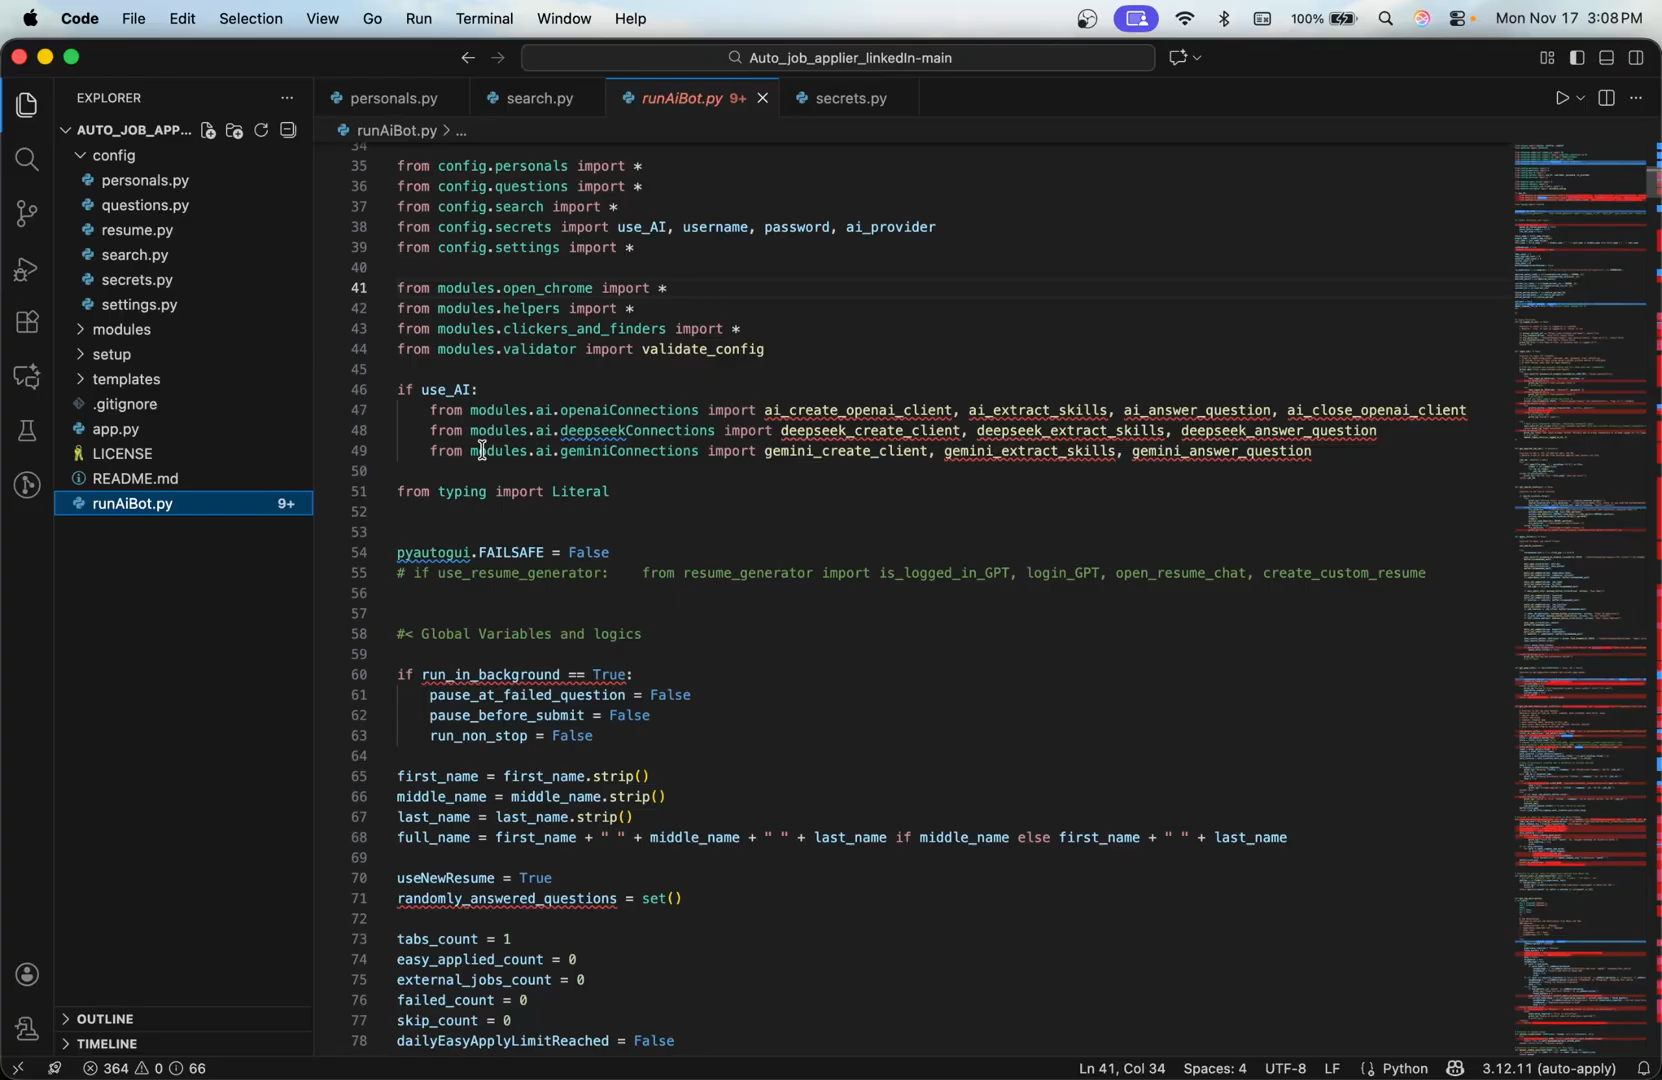 Code File Edit Selection View Go Run Terminal Window Help 100% Mon Nov 17 3:08 PM
Auto_job_applier_linkedIn-main
EXPLORER
personals.py
search.py
runAiBot.py 9+
secrets.py
AUTO_JOB_APP...
runAiBot.py > ...
config
personals.py
questions.py
resume.py
search.py
secrets.py
settings.py
modules
setup
templates
.gitignore
app.py
LICENSE
README.md
runAiBot.py 9+
OUTLINE
TIMELINE
34
35 from config.personals import *
36 from config.questions import *
37 from config.search import *
38 from config.secrets import use_AI, username, password, ai_provider
39 from config.settings import *
40
41 from modules.open_chrome import *
42 from modules.helpers import *
43 from modules.clickers_and_finders import *
44 from modules.validator import validate_config
45
46 if use_AI:
47 from modules.ai.openaiConnections import ai_create_openai_client, ai_extract_skills, ai_answer_question, ai_close_openai_client
48 from modules.ai.deepseekConnections import deepseek_create_client, deepseek_extract_skills, deepseek_answer_question
49 from modules.ai.geminiConnections import gemini_create_client, gemini_extract_skills, gemini_answer_question
50
51 from typing import Literal
52
53
54 pyautogui.FAILSAFE = False
55 # if use_resume_generator: from resume_generator import is_logged_in_GPT, login_GPT, open_resume_chat, create_custom_resume
56
57
58 #< Global Variables and logics
59
60 if run_in_background == True:
61 pause_at_failed_question = False
62 pause_before_submit = False
63 run_non_stop = False
64
65 first_name = first_name.strip()
66 middle_name = middle_name.strip()
67 last_name = last_name.strip()
68 full_name = first_name + " " + middle_name + " " + last_name if middle_name else first_name + " " + last_name
69
70 useNewResume = True
71 randomly_answered_questions = set()
72
73 tabs_count = 1
74 easy_applied_count = 0
75 external_jobs_count = 0
76 failed_count = 0
77 skip_count = 0
78 dailyEasyApplyLimitReached = False
364 0 66 Ln 41, Col 34 Spaces: 4 UTF-8 LF Python 3.12.11 (auto-apply)